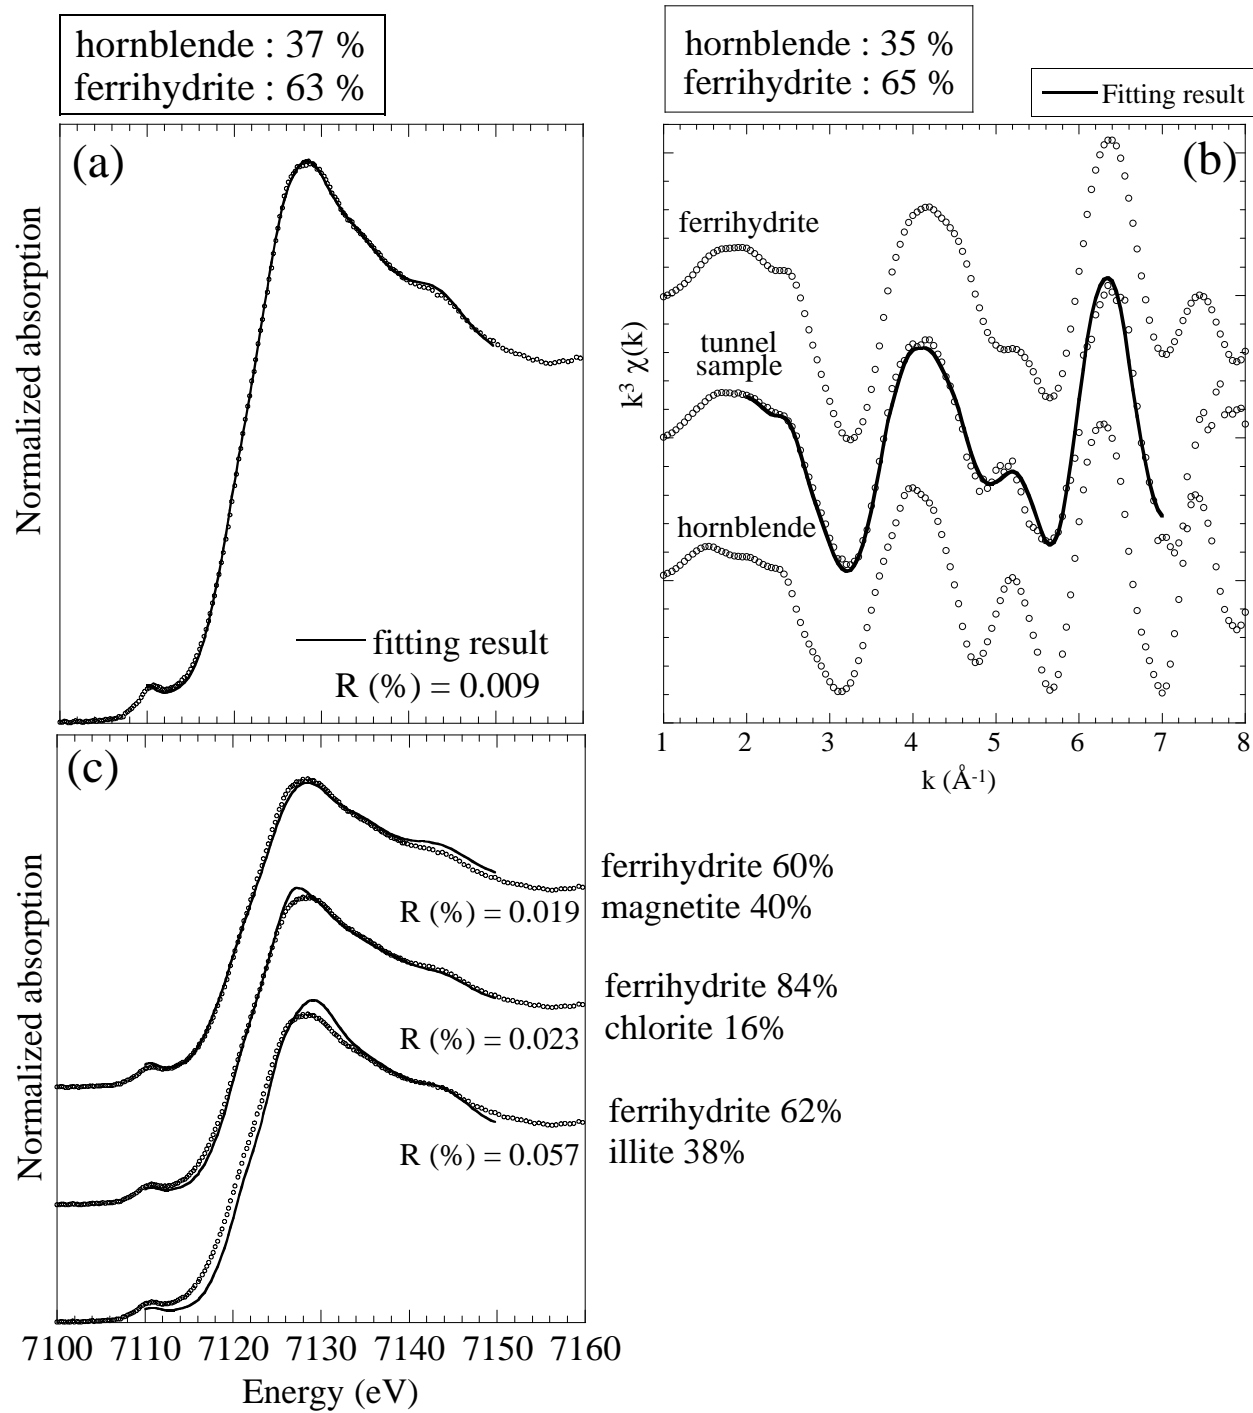 hornblende : 37 %
ferrihydrite : 63 %
hornblende : 35 %
ferrihydrite : 65 %
Fitting result
(a)
Normalized absorption
fitting result
R (%) = 0.009
(b)
ferrihydrite
tunnel
sample
hornblende
k³ χ(k)
1 2 3 4 5 6 7 8
k (Å⁻¹)
(c)
Normalized absorption
R (%) = 0.019
ferrihydrite 60%
magnetite 40%
R (%) = 0.023
ferrihydrite 84%
chlorite 16%
R (%) = 0.057
ferrihydrite 62%
illite 38%
7100 7110 7120 7130 7140 7150 7160
Energy (eV)